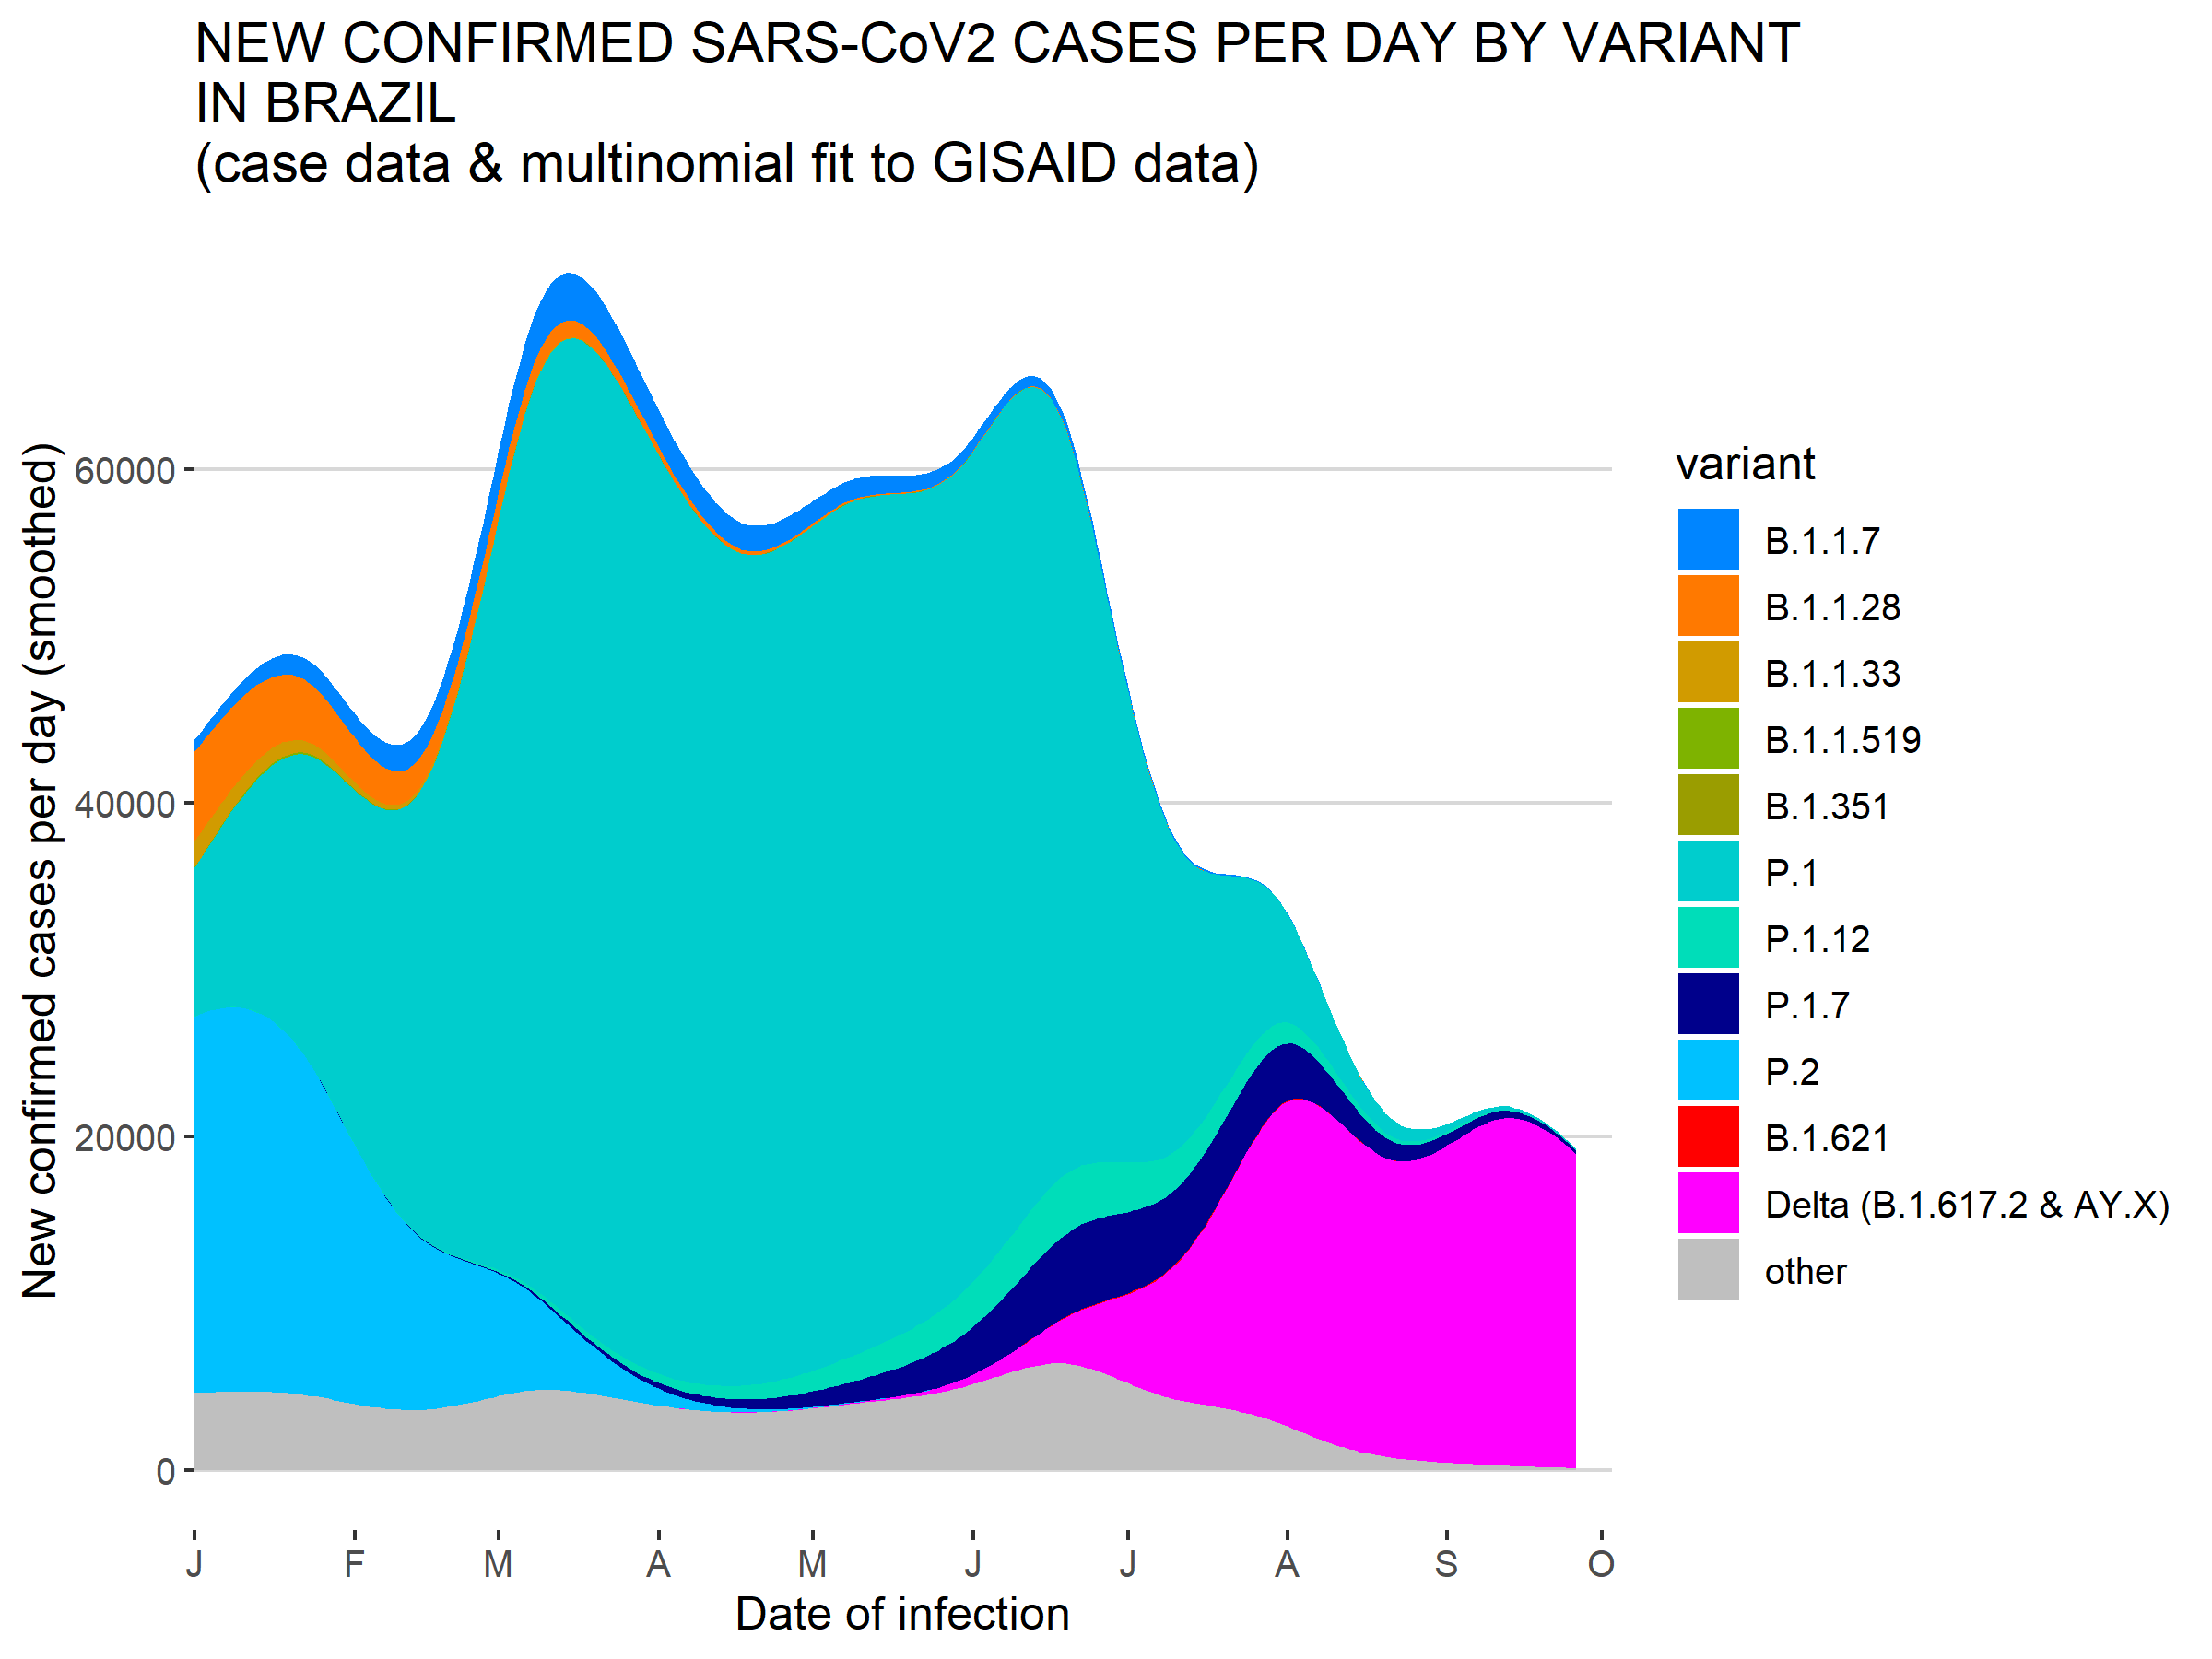 NEW CONFIRMED SARS-CoV2 CASES PER DAY BY VARIANT
IN BRAZIL
(case data & multinomial fit to GISAID data)
New confirmed cases per day (smoothed)
60000
40000
20000
0
J F M A M J J A S O
Date of infection
variant
B.1.1.7
B.1.1.28
B.1.1.33
B.1.1.519
B.1.351
P.1
P.1.12
P.1.7
P.2
B.1.621
Delta (B.1.617.2 & AY.X)
other